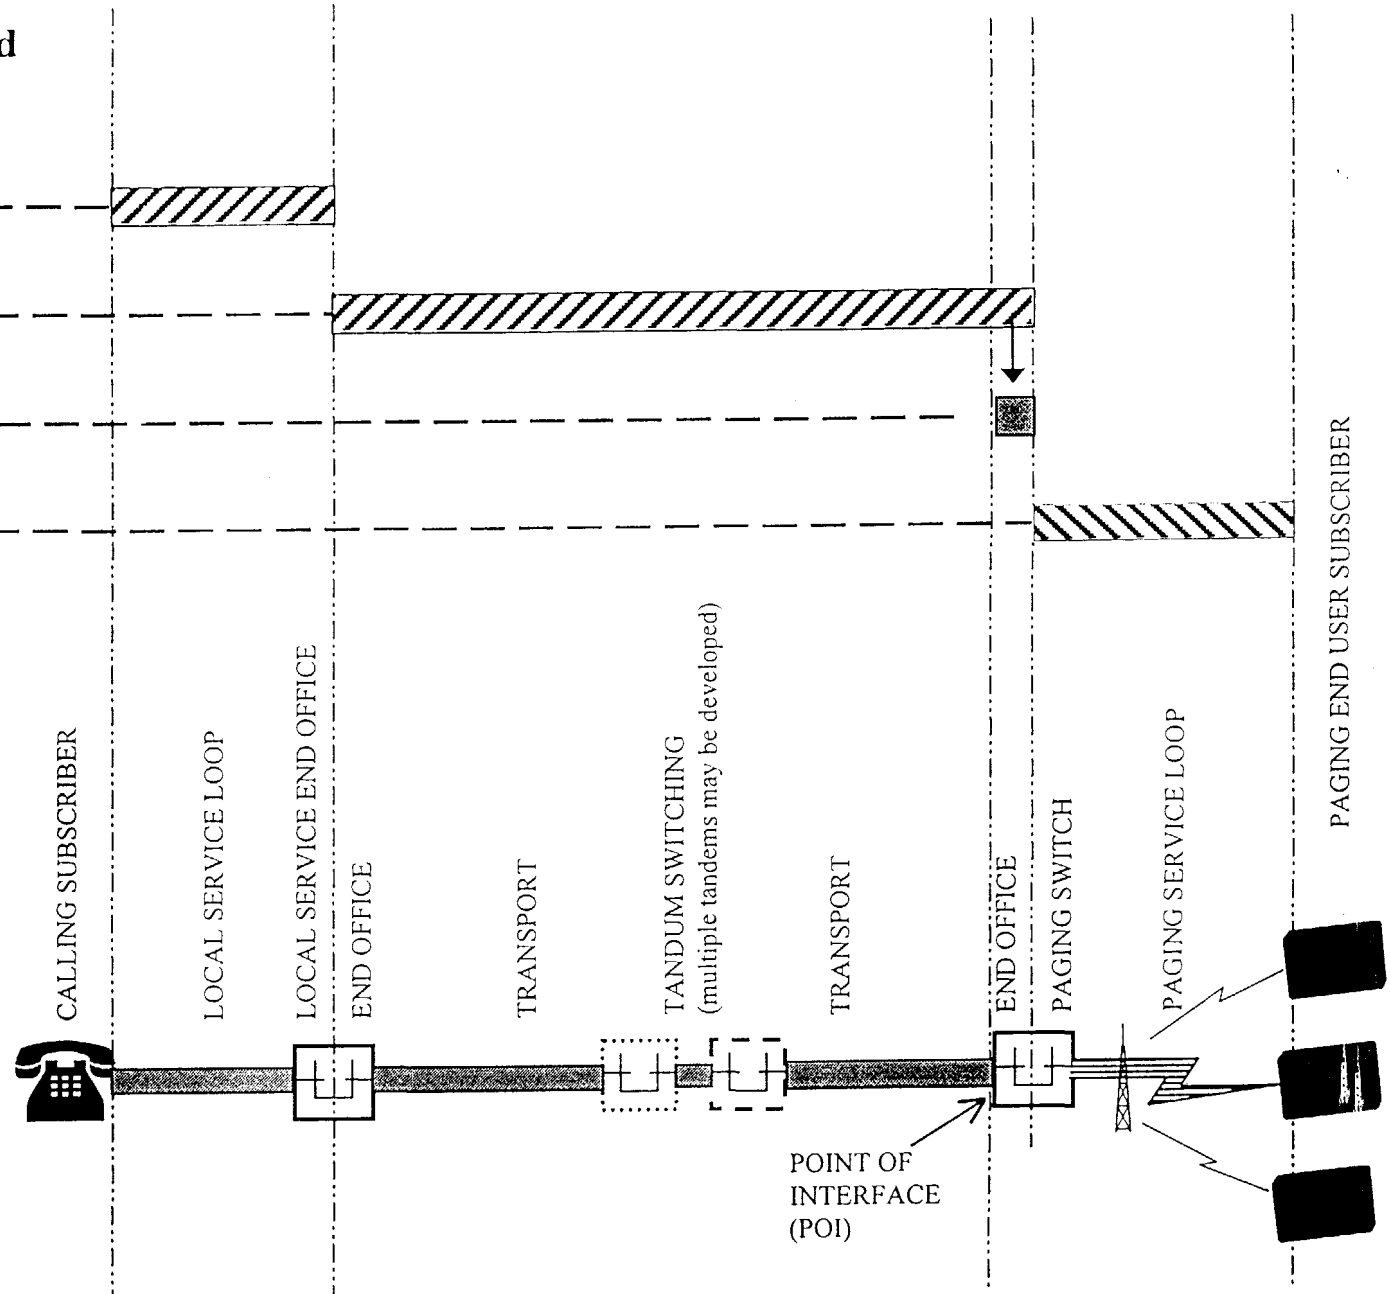 d
CALLING SUBSCRIBER
LOCAL SERVICE LOOP
LOCAL SERVICE END OFFICE
END OFFICE
TRANSPORT
TANDUM SWITCHING
(multiple tandems may be developed)
TRANSPORT
END OFFICE
PAGING SWITCH
PAGING SERVICE LOOP
PAGING END USER SUBSCRIBER
POINT OF
INTERFACE
(POI)